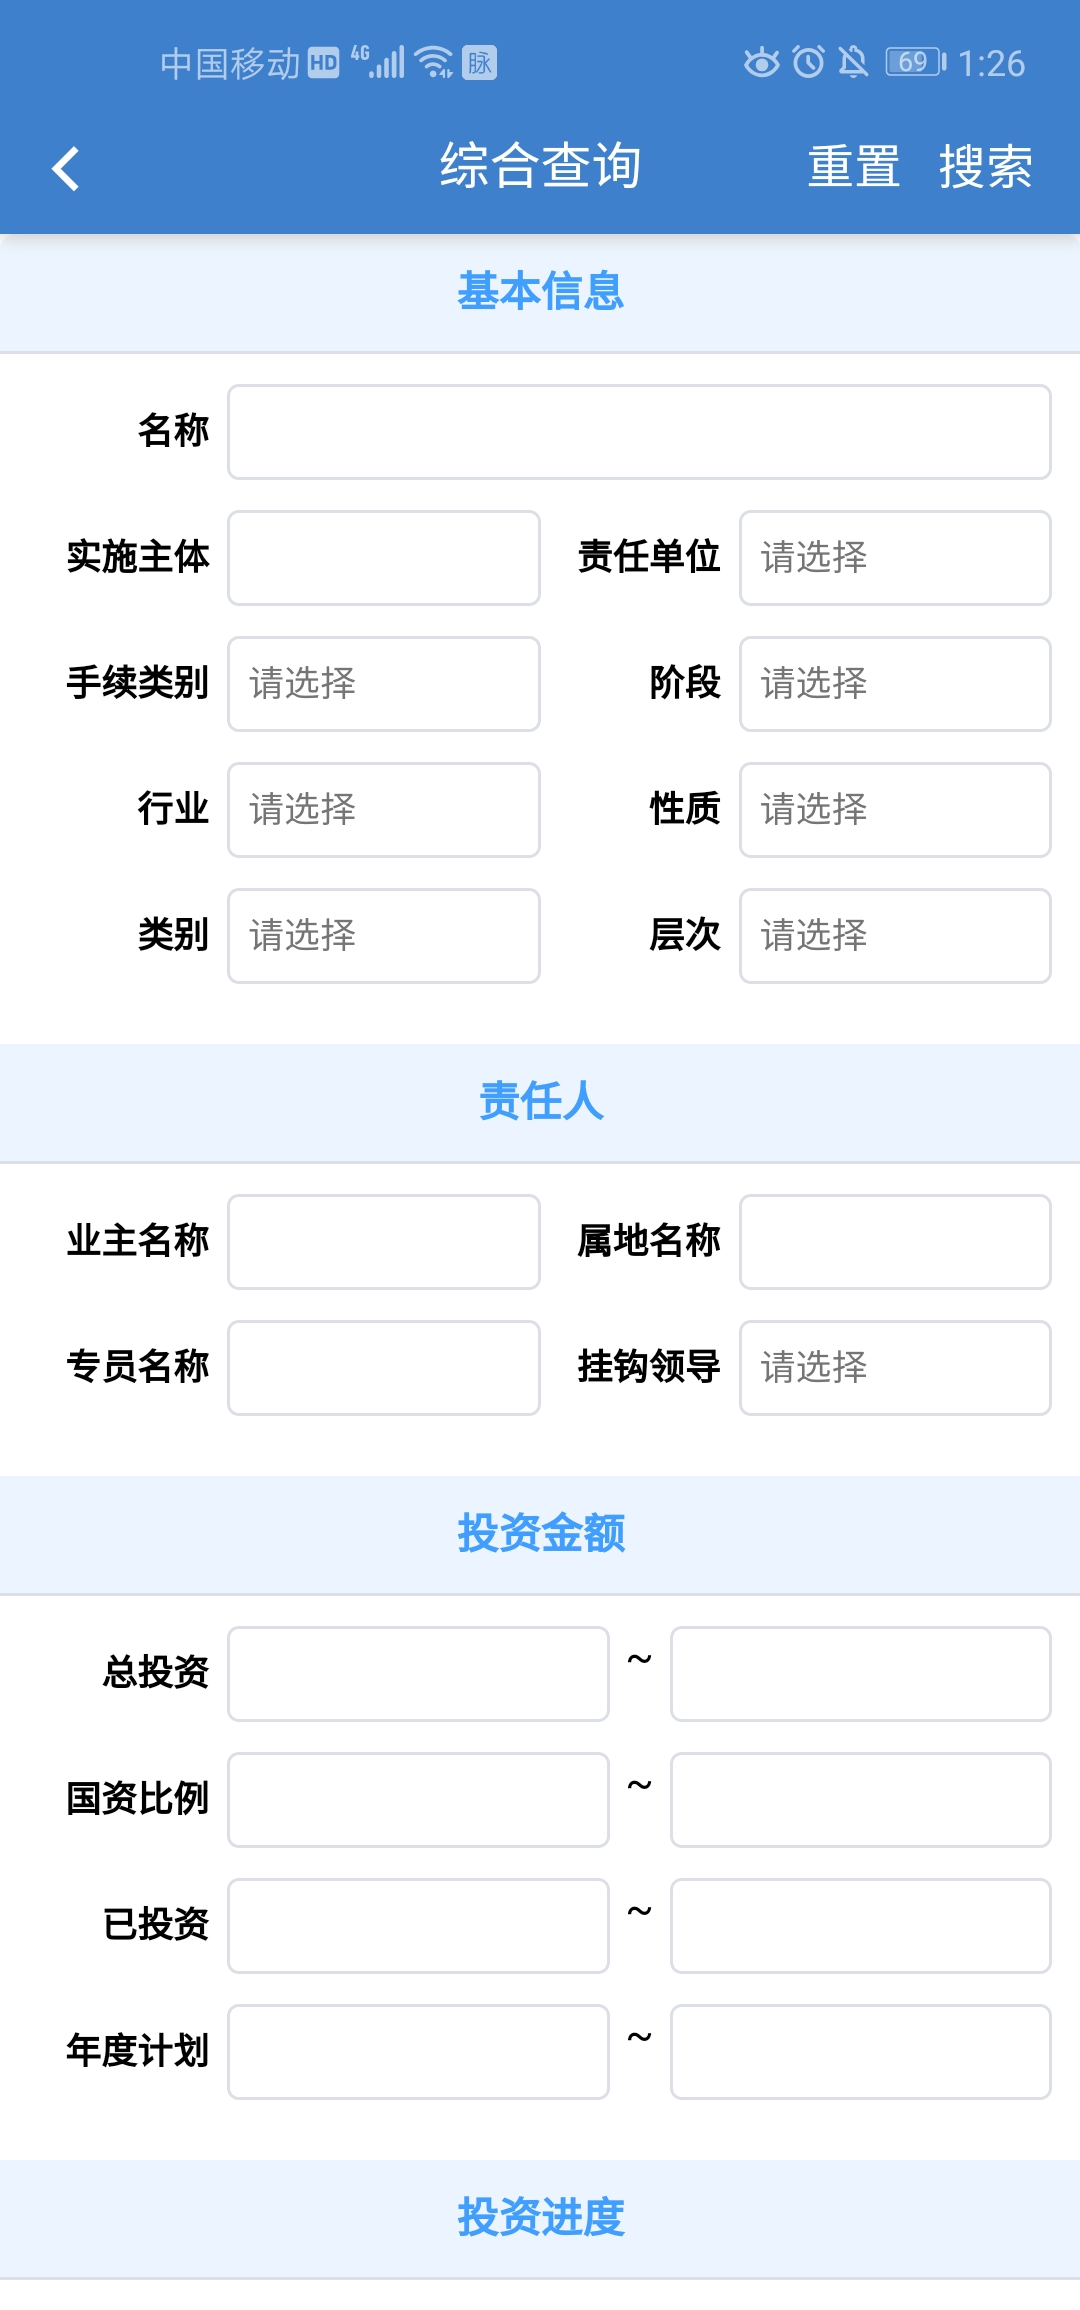 中国移动 HD 4G 脉 69 1:26
综合查询 重置 搜索
基本信息
名称
实施主体 责任单位 请选择
手续类别 请选择 阶段 请选择
行业 请选择 性质 请选择
类别 请选择 层次 请选择
责任人
业主名称 属地名称
专员名称 挂钩领导 请选择
投资金额
总投资 ~
国资比例 ~
已投资 ~
年度计划 ~
投资进度